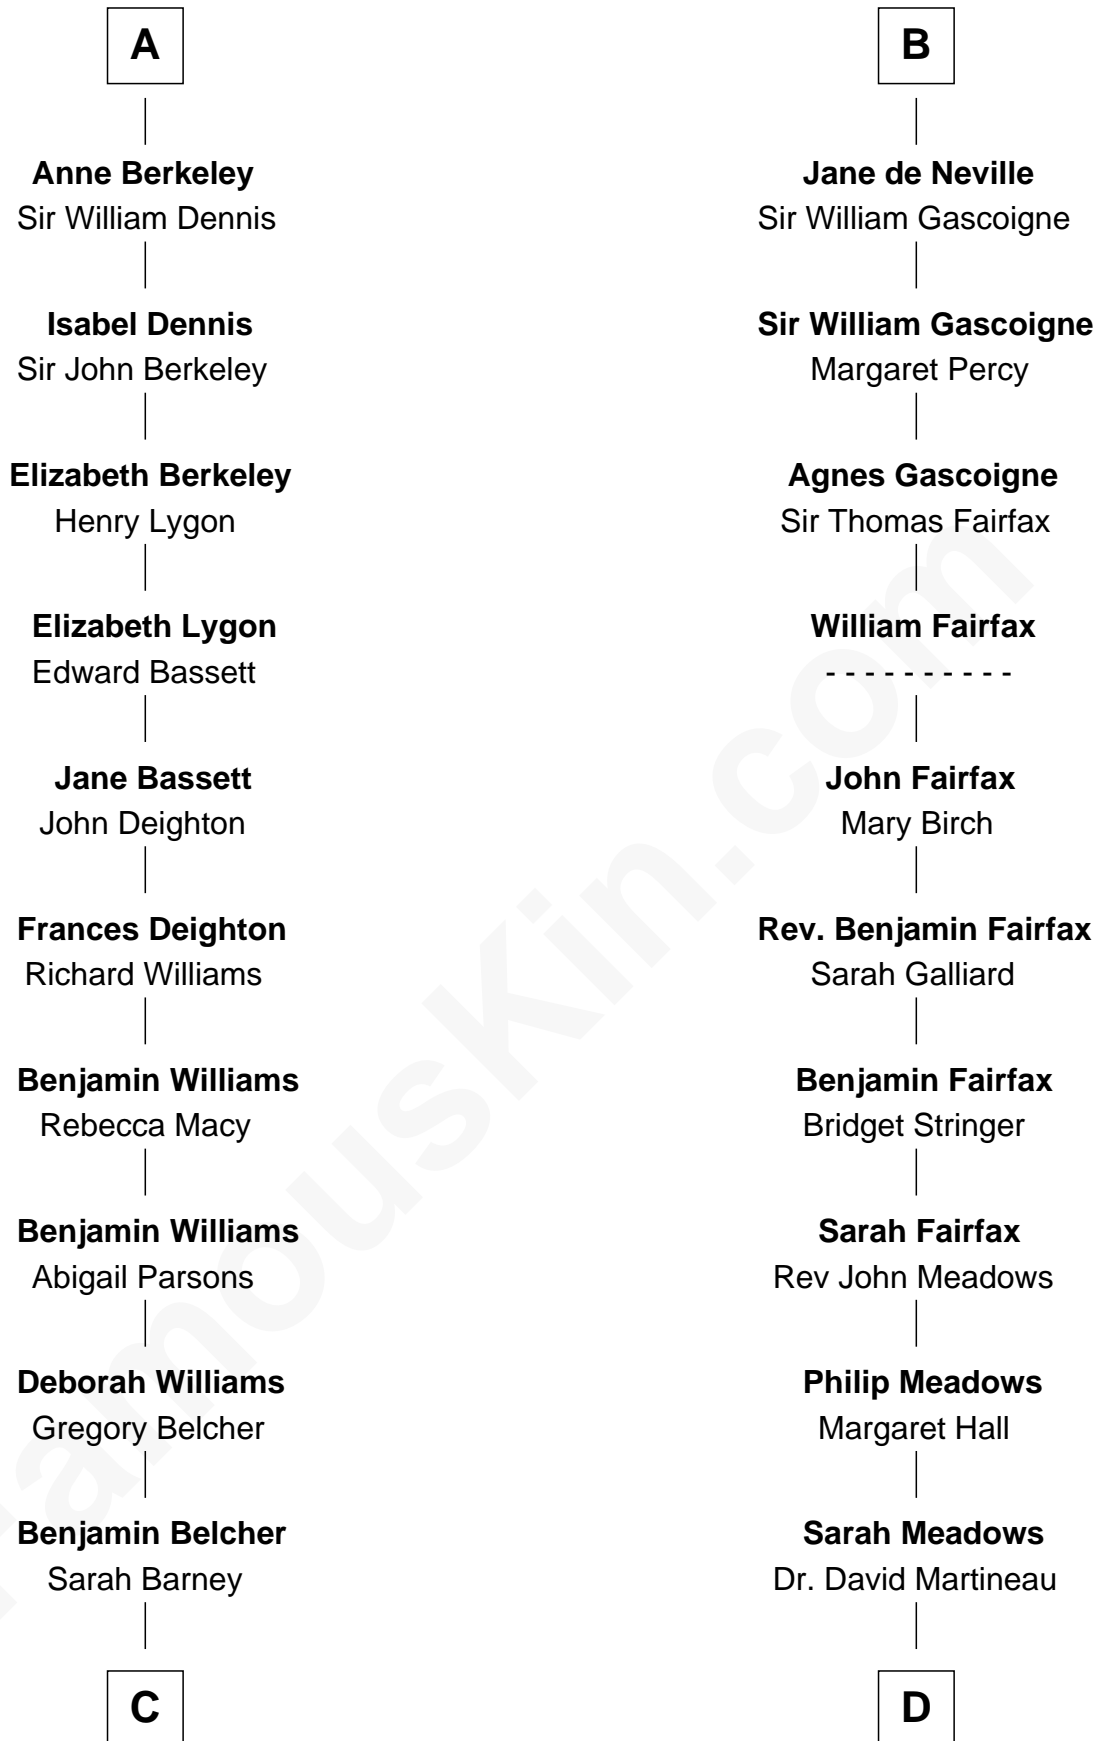 A
Anne Berkeley
Sir William Dennis
Isabel Dennis
Sir John Berkeley
Elizabeth Berkeley
Henry Lygon
Elizabeth Lygon
Edward Bassett
Jane Bassett
John Deighton
Frances Deighton
Richard Williams
Benjamin Williams
Rebecca Macy
Benjamin Williams
Abigail Parsons
Deborah Williams
Gregory Belcher
Benjamin Belcher
Sarah Barney
C
B
Jane de Neville
Sir William Gascoigne
Sir William Gascoigne
Margaret Percy
Agnes Gascoigne
Sir Thomas Fairfax
William Fairfax
- - - - - - - - - -
John Fairfax
Mary Birch
Rev. Benjamin Fairfax
Sarah Galliard
Benjamin Fairfax
Bridget Stringer
Sarah Fairfax
Rev John Meadows
Philip Meadows
Margaret Hall
Sarah Meadows
Dr. David Martineau
D
FamousKin.com